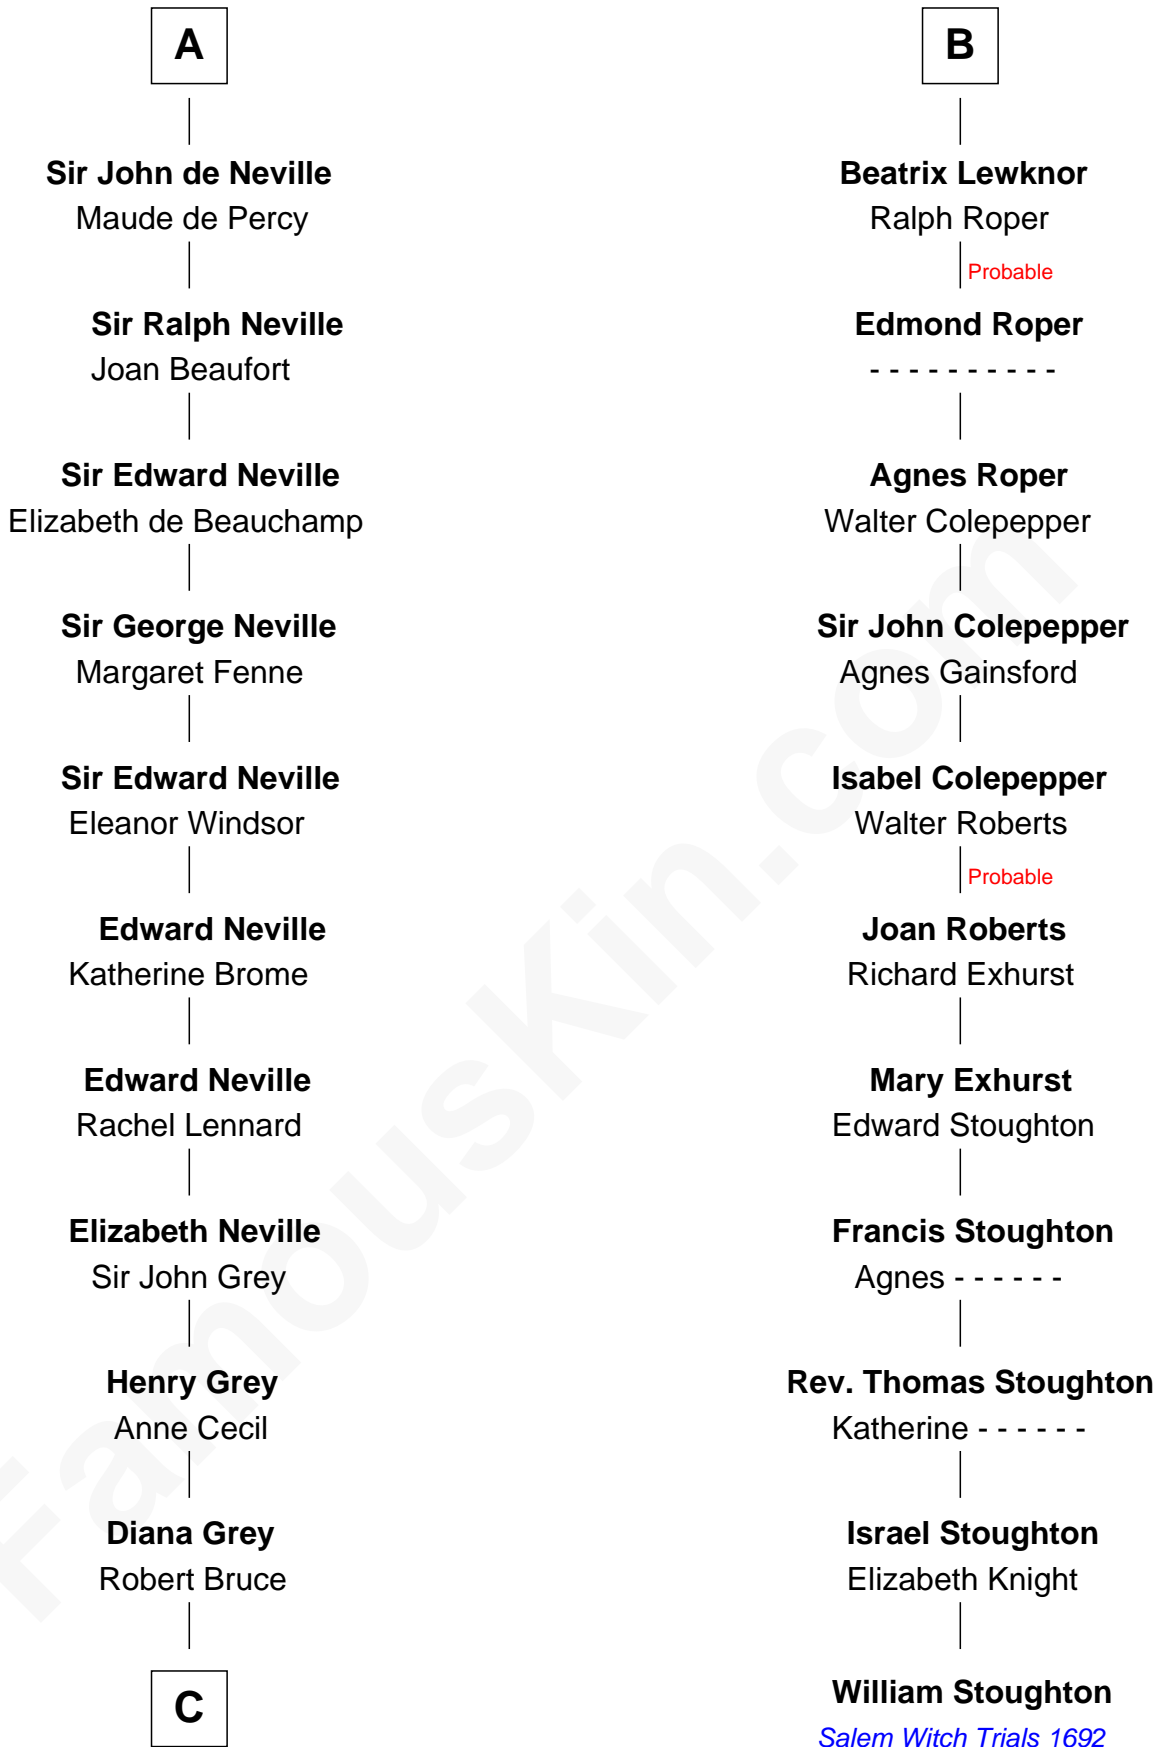 A
Sir John de Neville
Maude de Percy
Sir Ralph Neville
Joan Beaufort
Sir Edward Neville
Elizabeth de Beauchamp
Sir George Neville
Margaret Fenne
Sir Edward Neville
Eleanor Windsor
Edward Neville
Katherine Brome
Edward Neville
Rachel Lennard
Elizabeth Neville
Sir John Grey
Henry Grey
Anne Cecil
Diana Grey
Robert Bruce
C
B
Beatrix Lewknor
Ralph Roper
Probable
Edmond Roper
- - - - - - - - - -
Agnes Roper
Walter Colepepper
Sir John Colepepper
Agnes Gainsford
Isabel Colepepper
Walter Roberts
Probable
Joan Roberts
Richard Exhurst
Mary Exhurst
Edward Stoughton
Francis Stoughton
Agnes - - - - - -
Rev. Thomas Stoughton
Katherine - - - - - -
Israel Stoughton
Elizabeth Knight
William Stoughton
Salem Witch Trials 1692
FamousKin.com